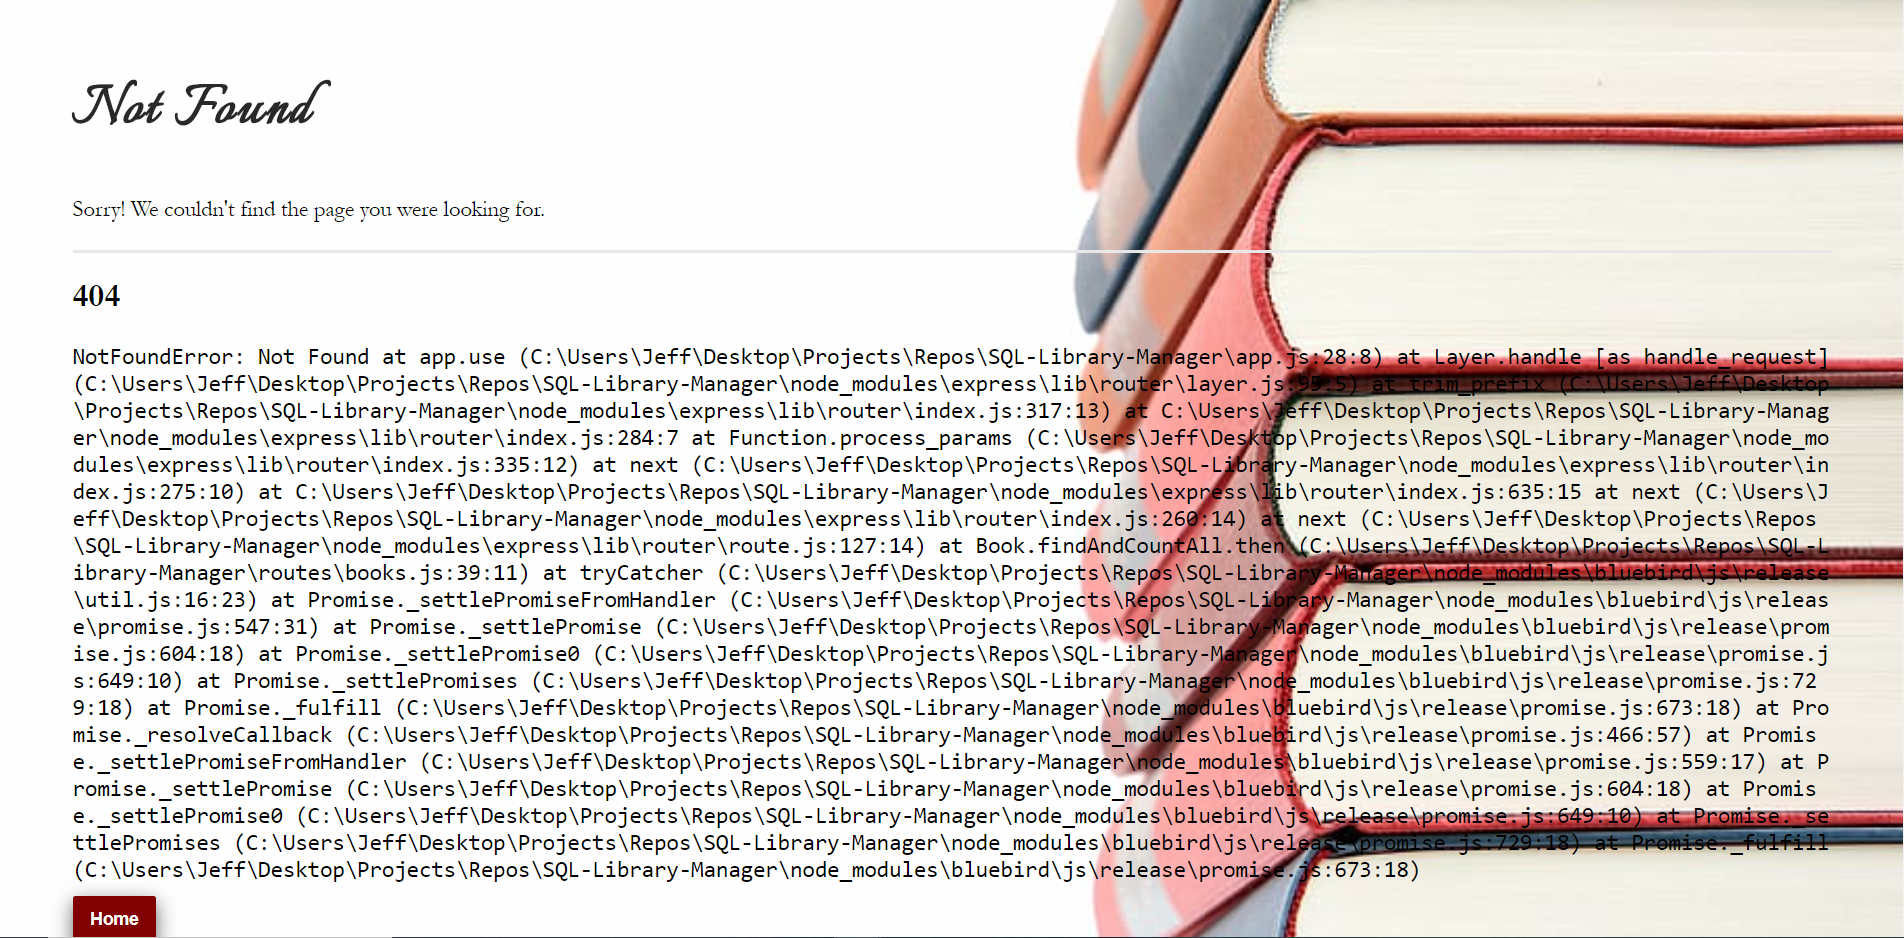 Not Found
Sorry! We couldn't find the page you were looking for.
404
NotFoundError: Not Found at app.use (C:\Users\Jeff\Desktop\Projects\Repos\SQL-Library-Manager\app.js:28:8) at Layer.handle [as handle_request]
(C:\Users\Jeff\Desktop\Projects\Repos\SQL-Library-Manager\node_modules\express\lib\router\layer.js:95:5) at trim_prefix (C:\Users\Jeff\Desktop
\Projects\Repos\SQL-Library-Manager\node_modules\express\lib\router\index.js:317:13) at C:\Users\Jeff\Desktop\Projects\Repos\SQL-Library-Manag
er\node_modules\express\lib\router\index.js:284:7 at Function.process_params (C:\Users\Jeff\Desktop\Projects\Repos\SQL-Library-Manager\node_mo
dules\express\lib\router\index.js:335:12) at next (C:\Users\Jeff\Desktop\Projects\Repos\SQL-Library-Manager\node_modules\express\lib\router\in
dex.js:275:10) at C:\Users\Jeff\Desktop\Projects\Repos\SQL-Library-Manager\node_modules\express\lib\router\index.js:635:15 at next (C:\Users\J
eff\Desktop\Projects\Repos\SQL-Library-Manager\node_modules\express\lib\router\index.js:260:14) at next (C:\Users\Jeff\Desktop\Projects\Repos
\SQL-Library-Manager\node_modules\express\lib\router\route.js:127:14) at Book.findAndCountAll.then (C:\Users\Jeff\Desktop\Projects\Repos\SQL-L
ibrary-Manager\routes\books.js:39:11) at tryCatcher (C:\Users\Jeff\Desktop\Projects\Repos\SQL-Library-Manager\node_modules\bluebird\js\release
\util.js:16:23) at Promise._settlePromiseFromHandler (C:\Users\Jeff\Desktop\Projects\Repos\SQL-Library-Manager\node_modules\bluebird\js\releas
e\promise.js:547:31) at Promise._settlePromise (C:\Users\Jeff\Desktop\Projects\Repos\SQL-Library-Manager\node_modules\bluebird\js\release\prom
ise.js:604:18) at Promise._settlePromise0 (C:\Users\Jeff\Desktop\Projects\Repos\SQL-Library-Manager\node_modules\bluebird\js\release\promise.j
s:649:10) at Promise._settlePromises (C:\Users\Jeff\Desktop\Projects\Repos\SQL-Library-Manager\node_modules\bluebird\js\release\promise.js:72
9:18) at Promise._fulfill (C:\Users\Jeff\Desktop\Projects\Repos\SQL-Library-Manager\node_modules\bluebird\js\release\promise.js:673:18) at Pro
mise._resolveCallback (C:\Users\Jeff\Desktop\Projects\Repos\SQL-Library-Manager\node_modules\bluebird\js\release\promise.js:466:57) at Promis
e._settlePromiseFromHandler (C:\Users\Jeff\Desktop\Projects\Repos\SQL-Library-Manager\node_modules\bluebird\js\release\promise.js:559:17) at P
romise._settlePromise (C:\Users\Jeff\Desktop\Projects\Repos\SQL-Library-Manager\node_modules\bluebird\js\release\promise.js:604:18) at Promis
e._settlePromise0 (C:\Users\Jeff\Desktop\Projects\Repos\SQL-Library-Manager\node_modules\bluebird\js\release\promise.js:649:10) at Promise._se
ttlePromises (C:\Users\Jeff\Desktop\Projects\Repos\SQL-Library-Manager\node_modules\bluebird\js\release\promise.js:729:18) at Promise._fulfill
(C:\Users\Jeff\Desktop\Projects\Repos\SQL-Library-Manager\node_modules\bluebird\js\release\promise.js:673:18)
Home